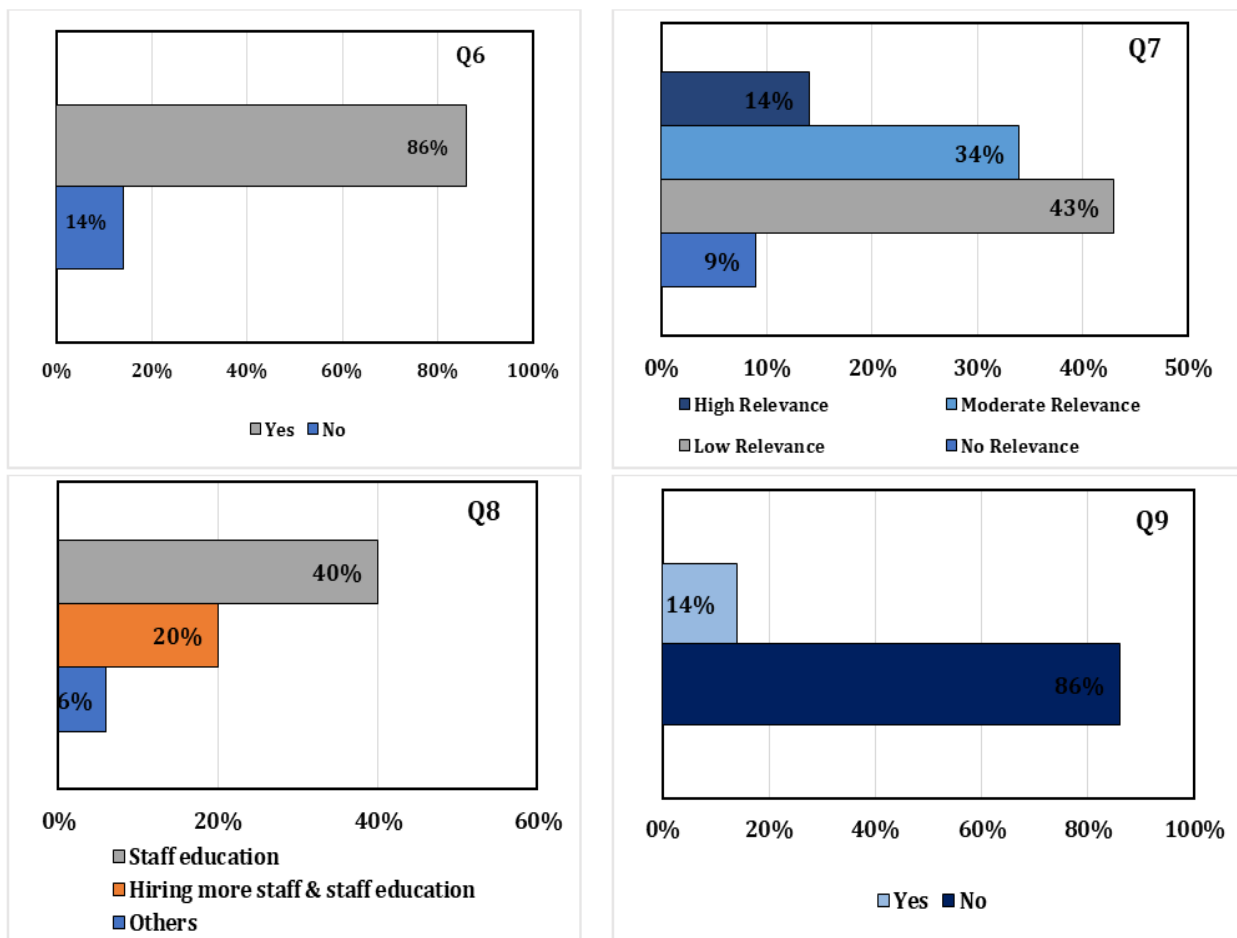 Q6
86%
14%
0% 20% 40% 60% 80% 100%
Yes No
Q7
14%
34%
43%
9%
0% 10% 20% 30% 40% 50%
High Relevance Moderate Relevance
Low Relevance No Relevance
Q8
40%
20%
6%
0% 20% 40% 60%
Staff education
Hiring more staff & staff education
Others
Q9
14%
86%
0% 20% 40% 60% 80% 100%
Yes No